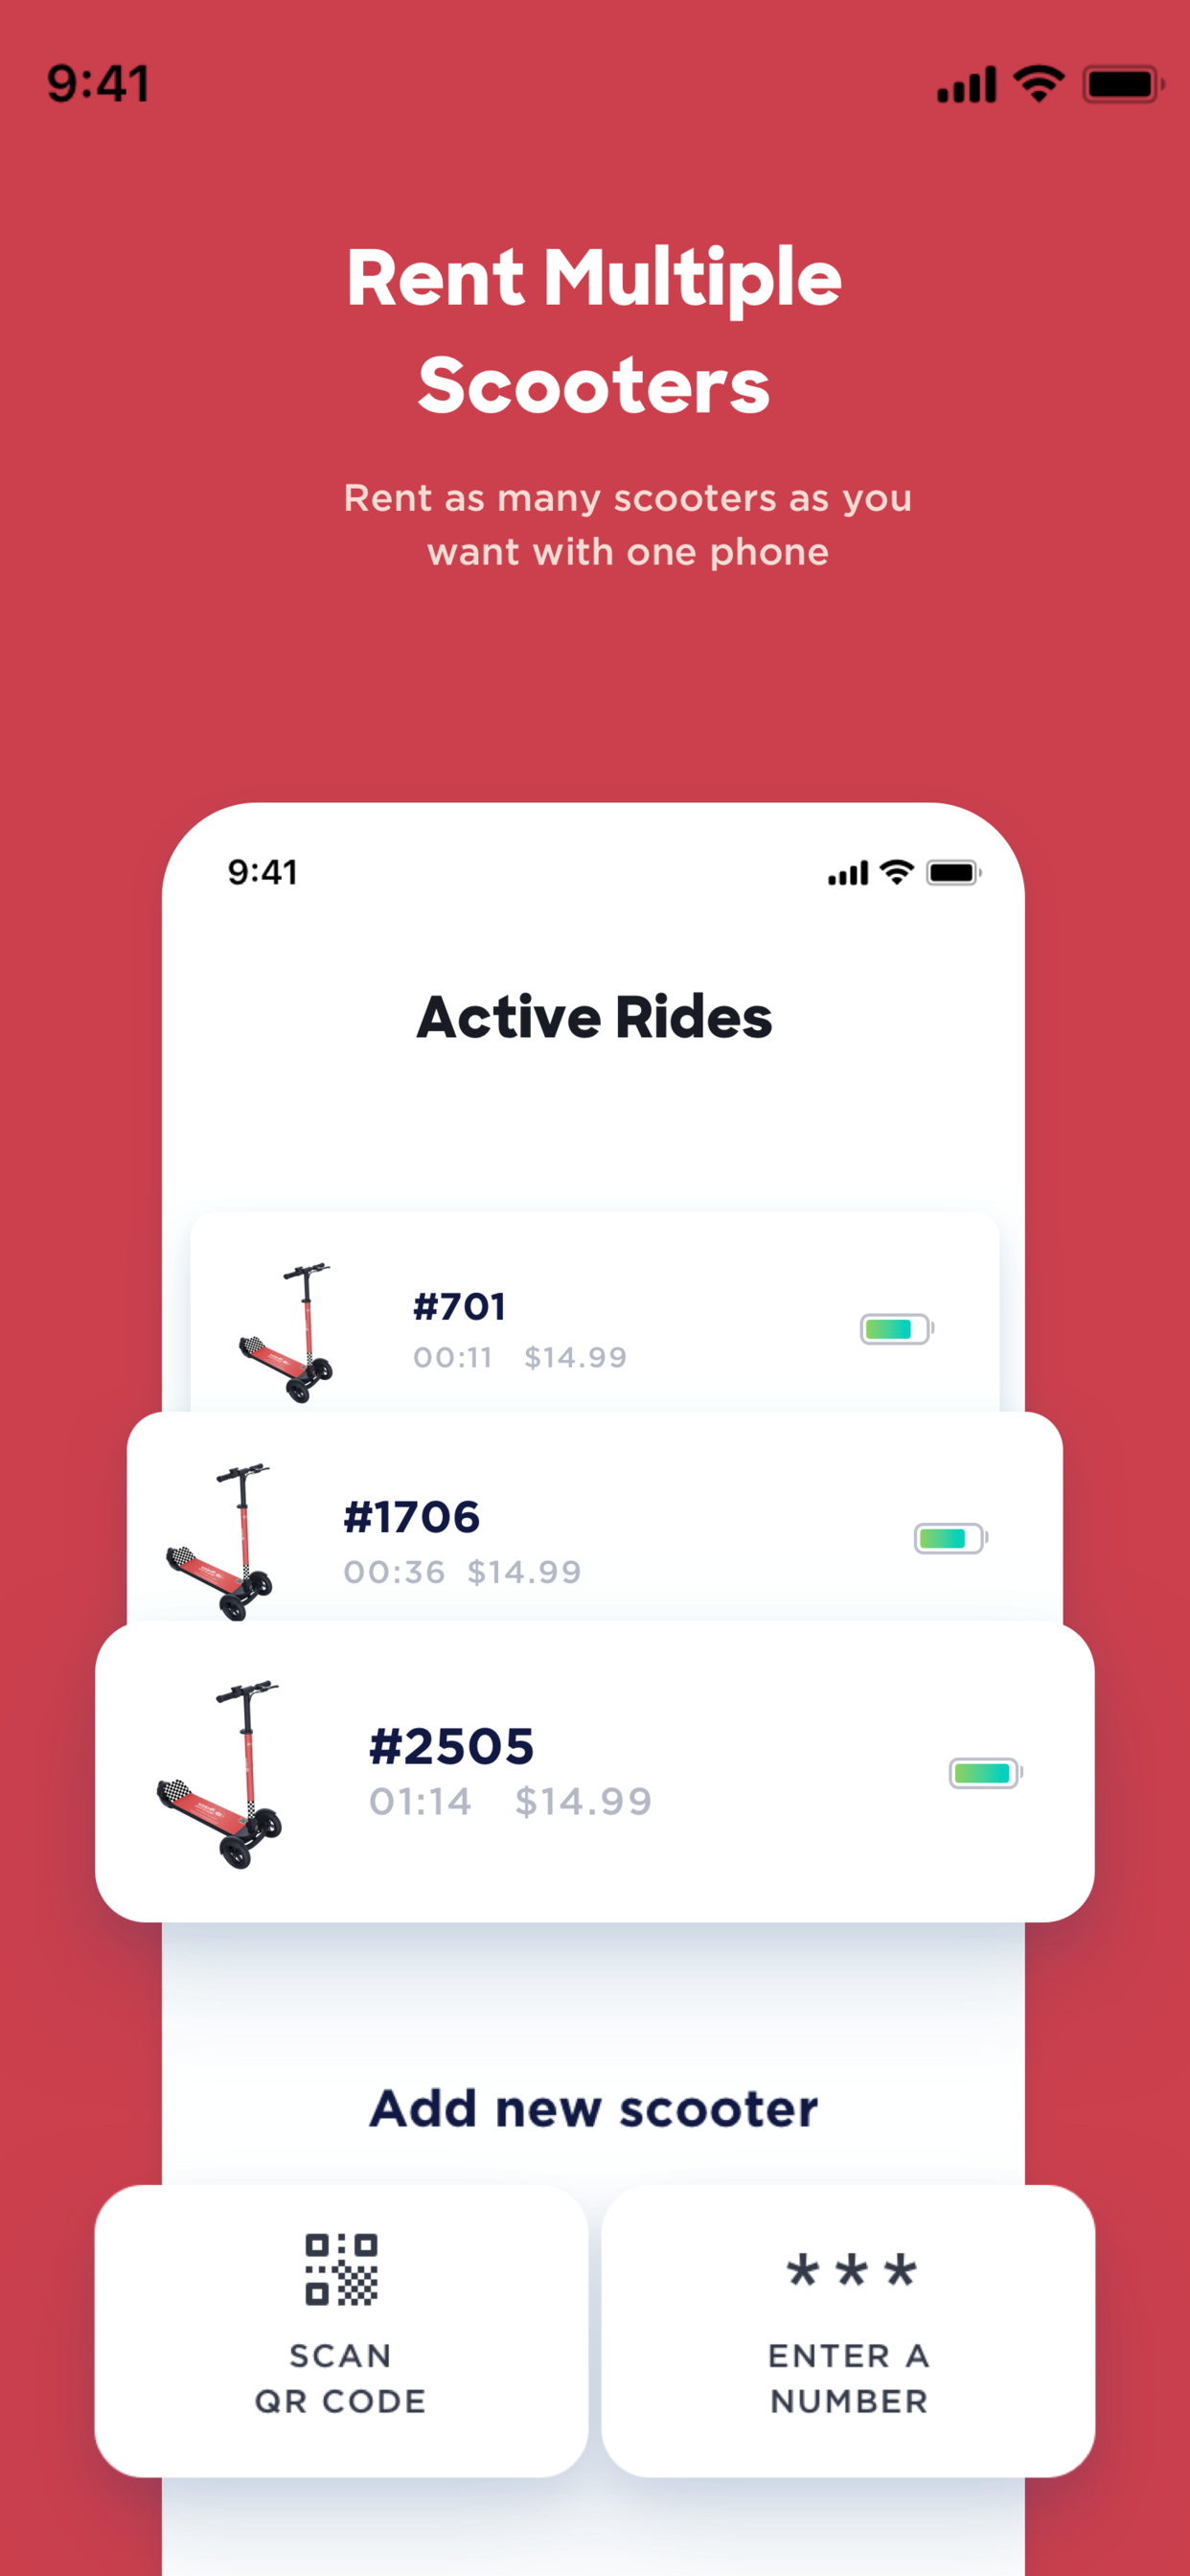 9:41
Rent Multiple
Scooters
Rent as many scooters as you
want with one phone
9:41
Active Rides
#701
00:11 $14.99
#1706
00:36 $14.99
#2505
01:14 $14.99
Add new scooter
***
SCAN
QR CODE
ENTER A
NUMBER